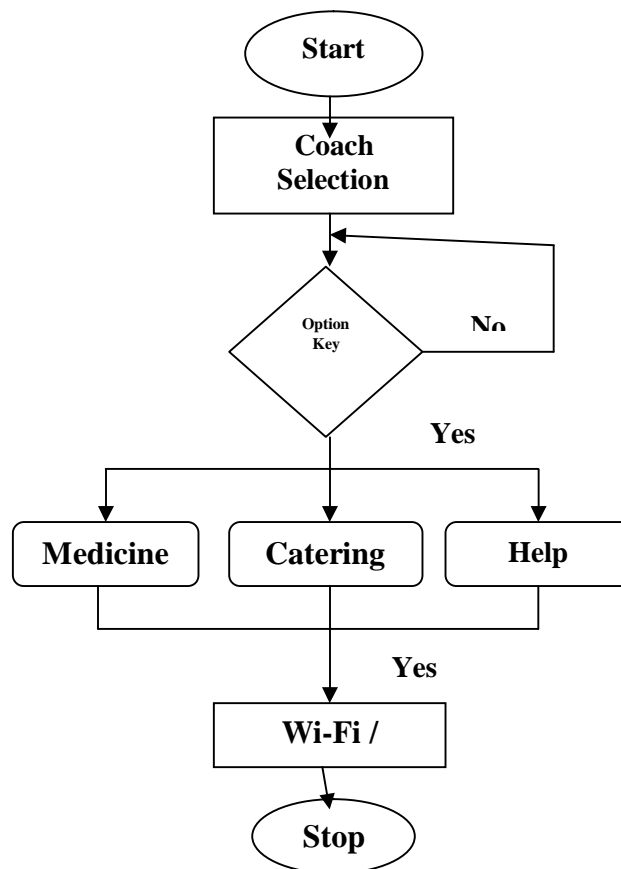 Start
Coach
Selection
Option
Key
No
Yes
Medicine
Catering
Help
Yes
Wi-Fi /
Stop